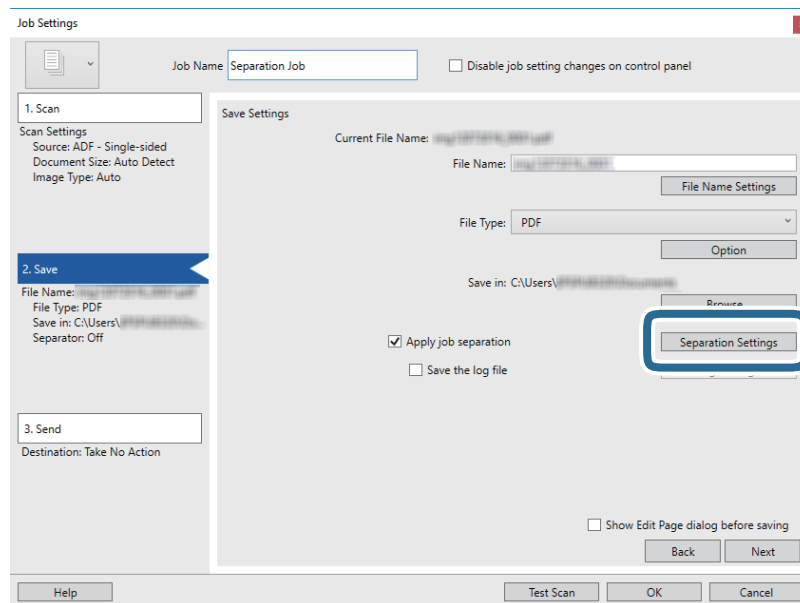 Job Settings
Job Name Separation Job
Disable job setting changes on control panel
1. Scan
Scan Settings
Source: ADF - Single-sided
Document Size: Auto Detect
Image Type: Auto
2. Save
File Name:
File Type: PDF
Save in: C:\Users\
Separator: Off
3. Send
Destination: Take No Action
Save Settings
Current File Name:
File Name:
File Name Settings
File Type: PDF
Option
Save in: C:\Users\
Browse
Apply job separation
Separation Settings
Save the log file
Show Edit Page dialog before saving
Back Next
Help Test Scan OK Cancel